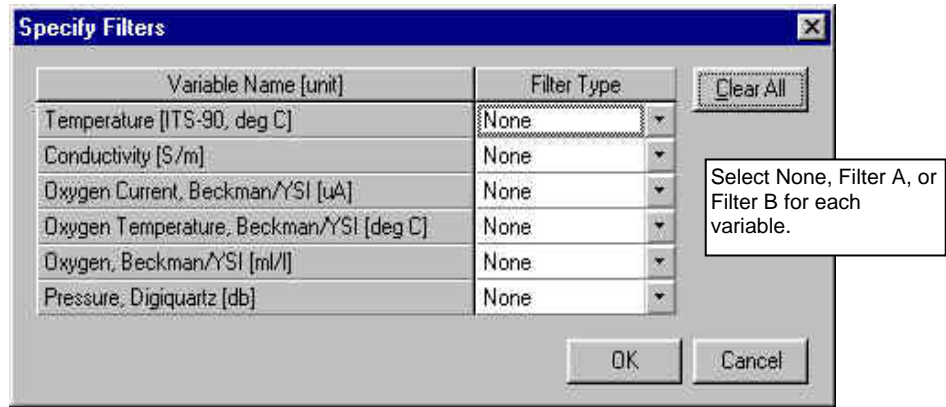 Specify Filters
Variable Name [unit] Filter Type Clear All
Temperature [ITS-90, deg C] None
Conductivity [S/m] None
Oxygen Current, Beckman/YSI [uA] None
Oxygen Temperature, Beckman/YSI [deg C] None
Oxygen, Beckman/YSI [ml/l] None
Pressure, Digiquartz [db] None
Select None, Filter A, or
Filter B for each
variable.
OK Cancel